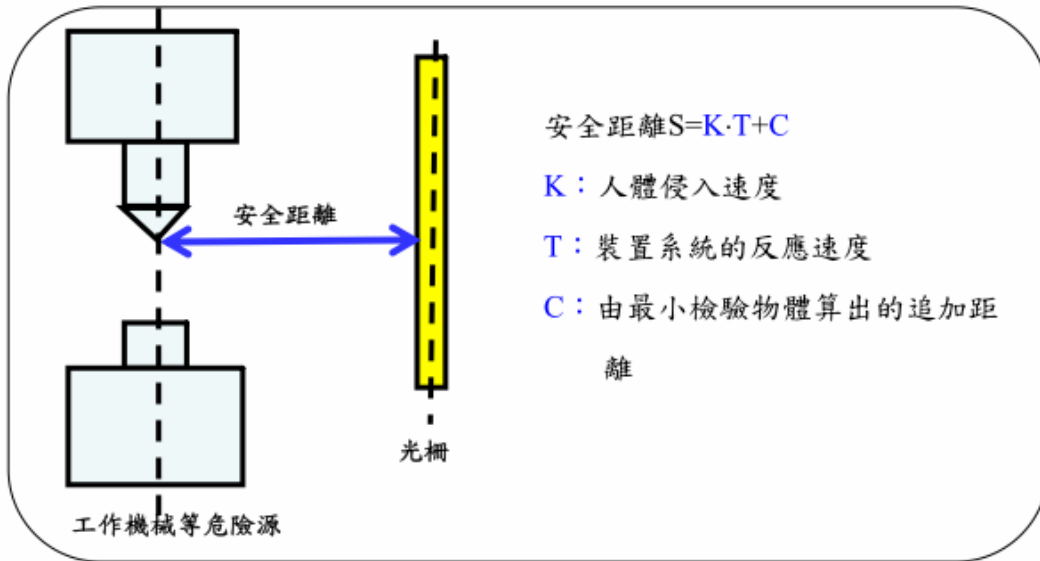 安全距離S=K·T+C
K：人體侵入速度
安全距離
T：裝置系統的反應速度
C：由最小檢驗物體算出的追加距
離
光柵
工作機械等危險源